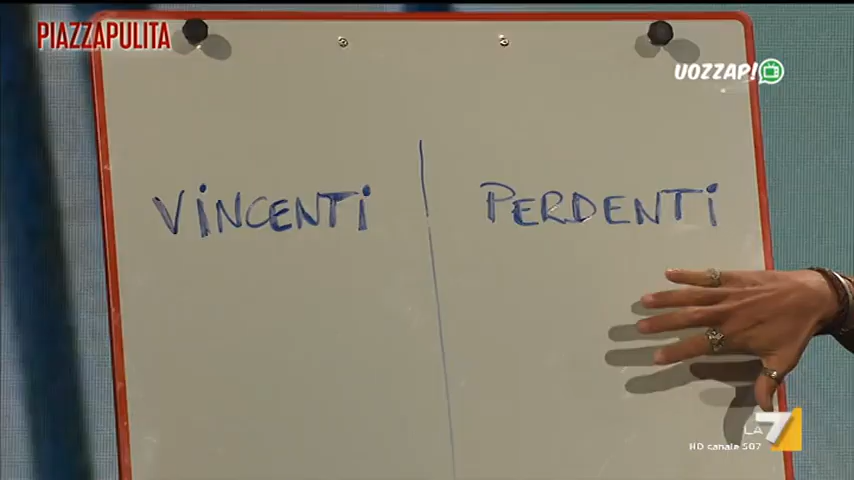 PIAZZAPULITA
UOZZAP!
VINCENTI
PERDENTI
LA7
HD canale 507